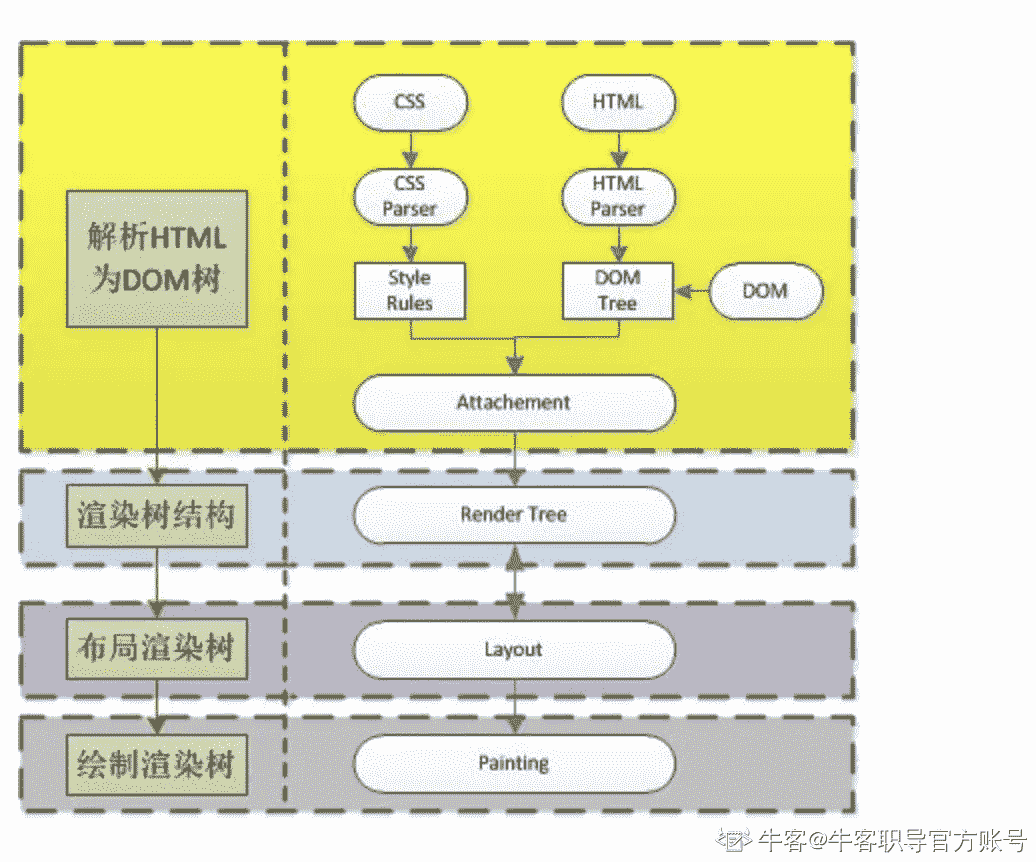 CSS
HTML
CSS
Parser
HTML
Parser
解析HTML
为DOM树
Style
Rules
DOM
Tree
DOM
Attachement
渲染树结构
Render Tree
布局渲染树
Layout
绘制渲染树
Painting
牛客@牛客职导官方账号